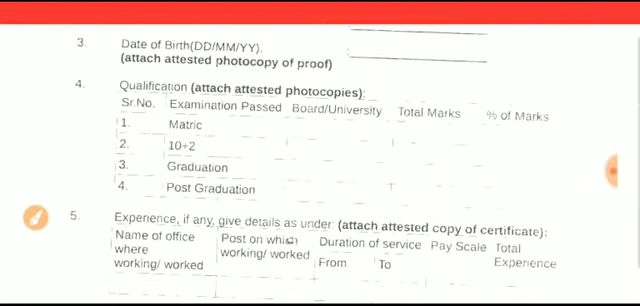 3. Date of Birth(DD/MM/YY).
(attach attested photocopy of proof)
4. Qualification (attach attested photocopies):
Sr.No. Examination Passed Board/University Total Marks % of Marks
1. Matric
2. 10+2
3. Graduation
4. Post Graduation
5. Experience, if any, give details as under: (attach attested copy of certificate):
Name of office Post on which Duration of service Pay Scale Total
where working/ worked From To Experience
working/ worked